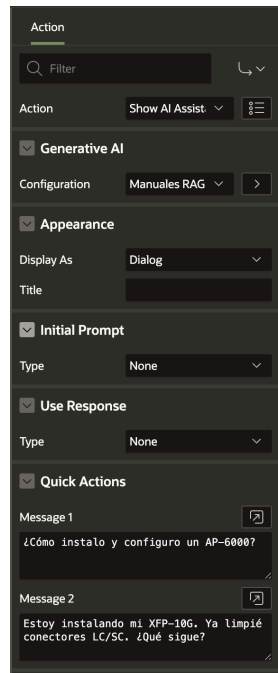 Action
Filter
Action Show AI Assist
Generative AI
Configuration Manuales RAG
Appearance
Display As Dialog
Title
Initial Prompt
Type None
Use Response
Type None
Quick Actions
Message 1
¿Cómo instalo y configuro un AP-6000?
Message 2
Estoy instalando mi XFP-10G. Ya limpié
conectores LC/SC. ¿Qué sigue?